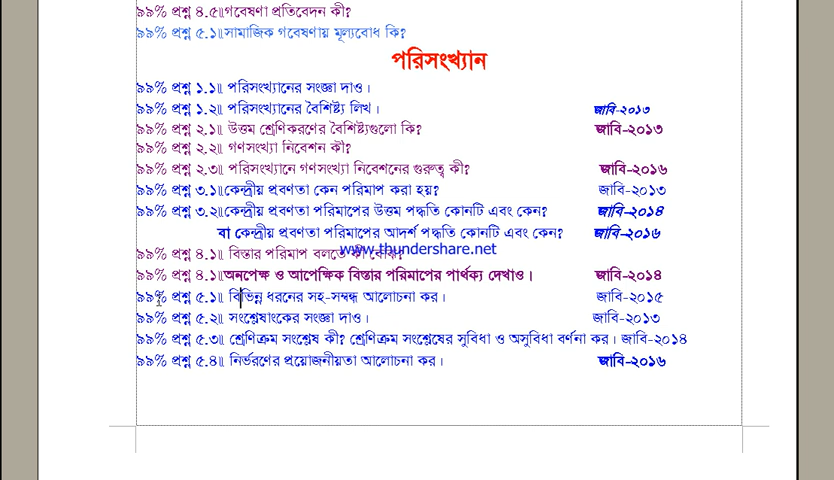 ৯৯% প্রশ্ন ৪.৫॥গবেষণা প্রতিবেদন কী?
৯৯% প্রশ্ন ৫.১॥সামাজিক গবেষণায় মূল্যবোধ কি?
পরিসংখ্যান
৯৯% প্রশ্ন ১.১॥ পরিসংখ্যানের সংজ্ঞা দাও।
৯৯% প্রশ্ন ১.২॥ পরিসংখ্যানের বৈশিষ্ট্য লিখ। জাবি-২০১৩
৯৯% প্রশ্ন ২.১॥ উত্তম শ্রেণিকরণের বৈশিষ্ট্যগুলো কি? জাবি-২০১৩
৯৯% প্রশ্ন ২.২॥ গণসংখ্যা নিবেশন কী?
৯৯% প্রশ্ন ২.৩॥ পরিসংখ্যানে গণসংখ্যা নিবেশনের গুরুত্ব কী? জাবি-২০১৬
৯৯% প্রশ্ন ৩.১॥কেন্দ্রীয় প্রবণতা কেন পরিমাপ করা হয়? জাবি-২০১৩
৯৯% প্রশ্ন ৩.২॥কেন্দ্রীয় প্রবণতা পরিমাপের উত্তম পদ্ধতি কোনটি এবং কেন? জাবি-২০১৪
বা কেন্দ্রীয় প্রবণতা পরিমাপের আদর্শ পদ্ধতি কোনটি এবং কেন? জাবি-২০১৬
৯৯% প্রশ্ন ৪.১॥ বিস্তার পরিমাপ বলতে কী বোঝ?
www.thundershare.net
৯৯% প্রশ্ন ৪.১॥অনপেক্ষ ও আপেক্ষিক বিস্তার পরিমাপের পার্থক্য দেখাও। জাবি-২০১৪
৯৯% প্রশ্ন ৫.১॥ বিভিন্ন ধরনের সহ-সম্বন্ধ আলোচনা কর। জাবি-২০১৫
৯৯% প্রশ্ন ৫.২॥ সংশ্লেষাংকের সংজ্ঞা দাও। জাবি-২০১৩
৯৯% প্রশ্ন ৫.৩॥ শ্রেণিক্রম সংশ্লেষ কী? শ্রেণিক্রম সংশ্লেষের সুবিধা ও অসুবিধা বর্ণনা কর। জাবি-২০১৪
৯৯% প্রশ্ন ৫.৪॥ নির্ভরণের প্রয়োজনীয়তা আলোচনা কর। জাবি-২০১৬